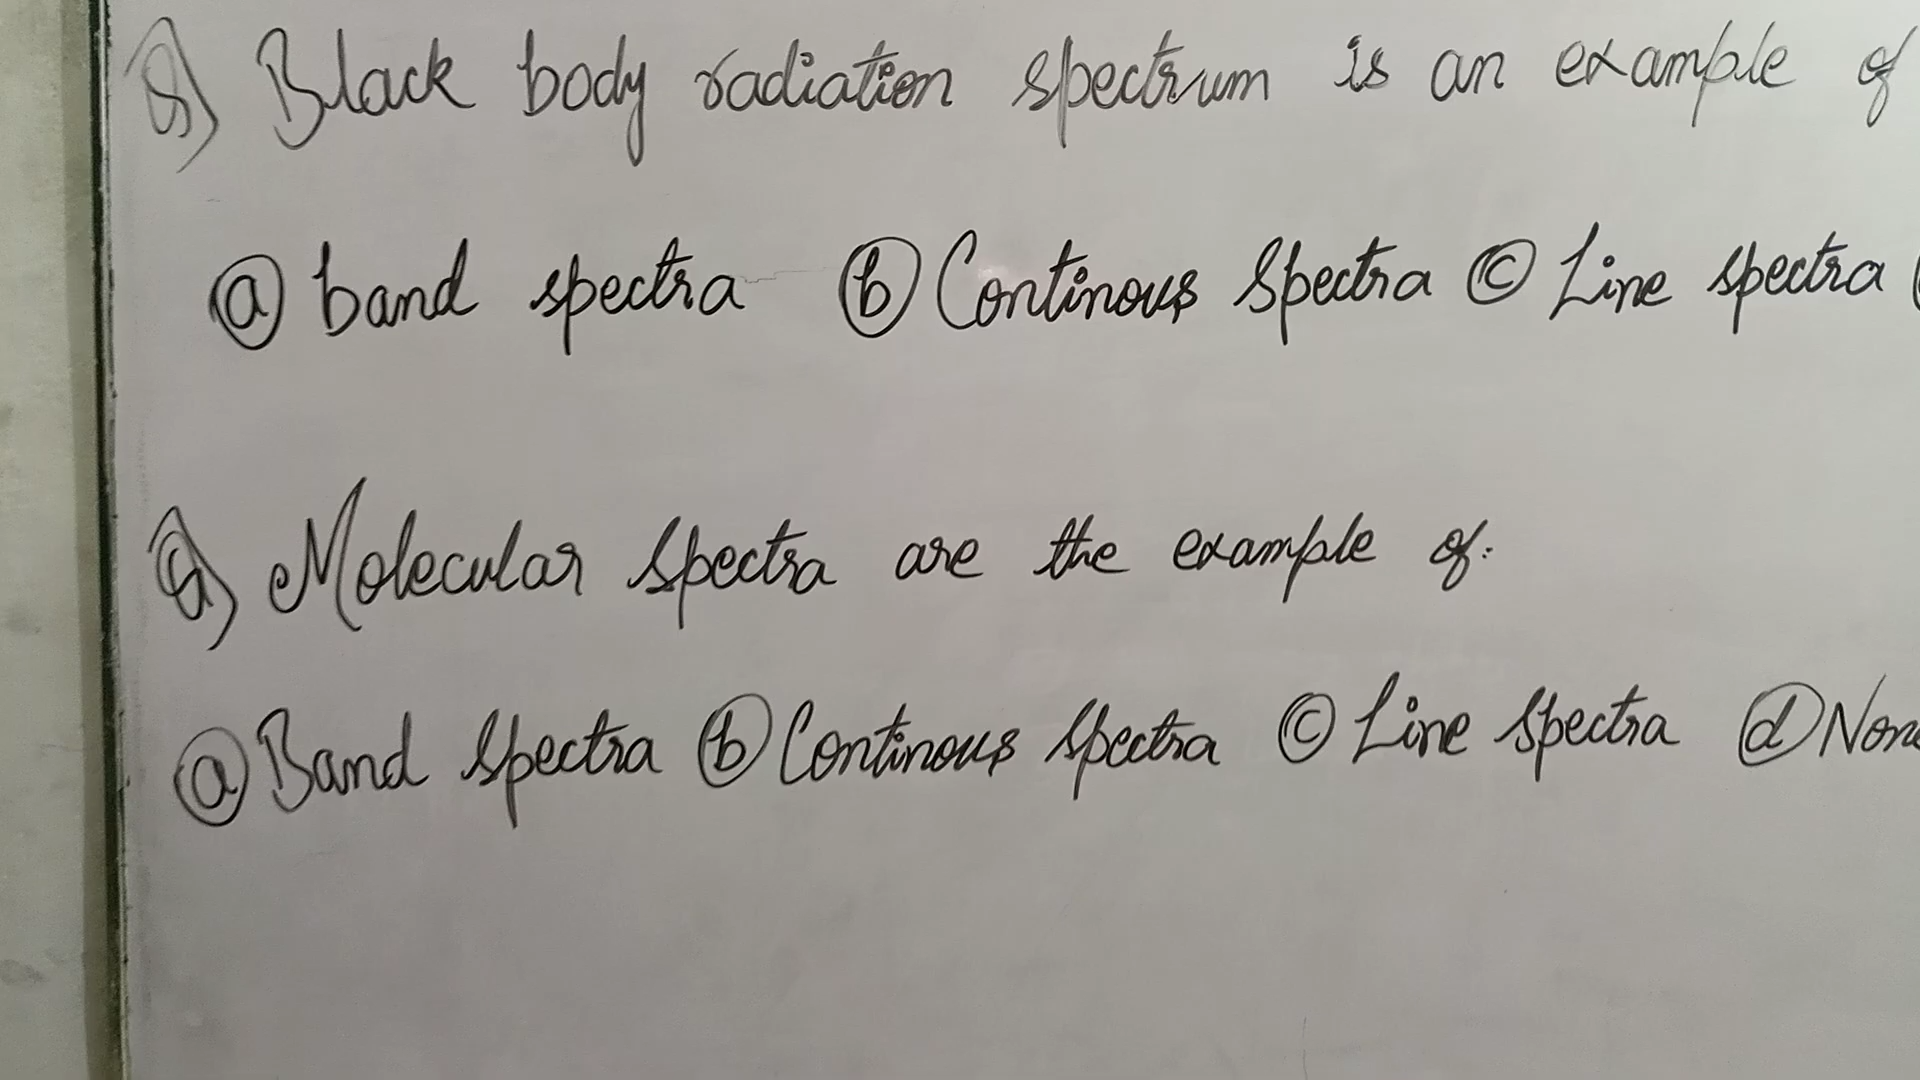 Q) Black body radiation spectrum is an example of
ⓐ band spectra ⓑ Continous Spectra ⓒ Line spectra
Q) Molecular Spectra are the example of:
ⓐ Band Spectra ⓑ Continous Spectra ⓒ Line Spectra ⓓ None